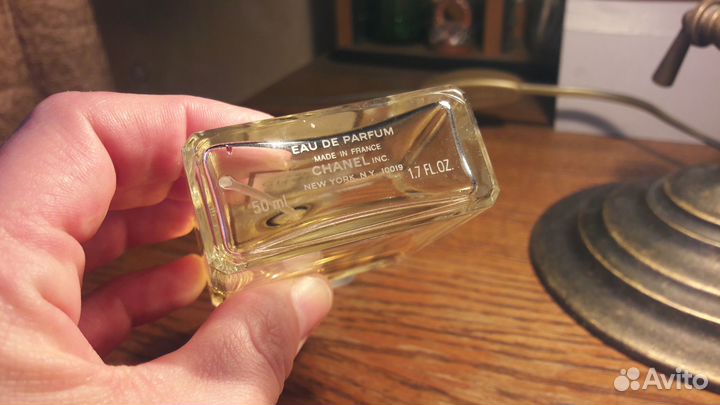 EAU DE PARFUM
MADE IN FRANCE
CHANEL INC.
NEW YORK N.Y. 10019
50 ml
1.7 FL.OZ.
Avito